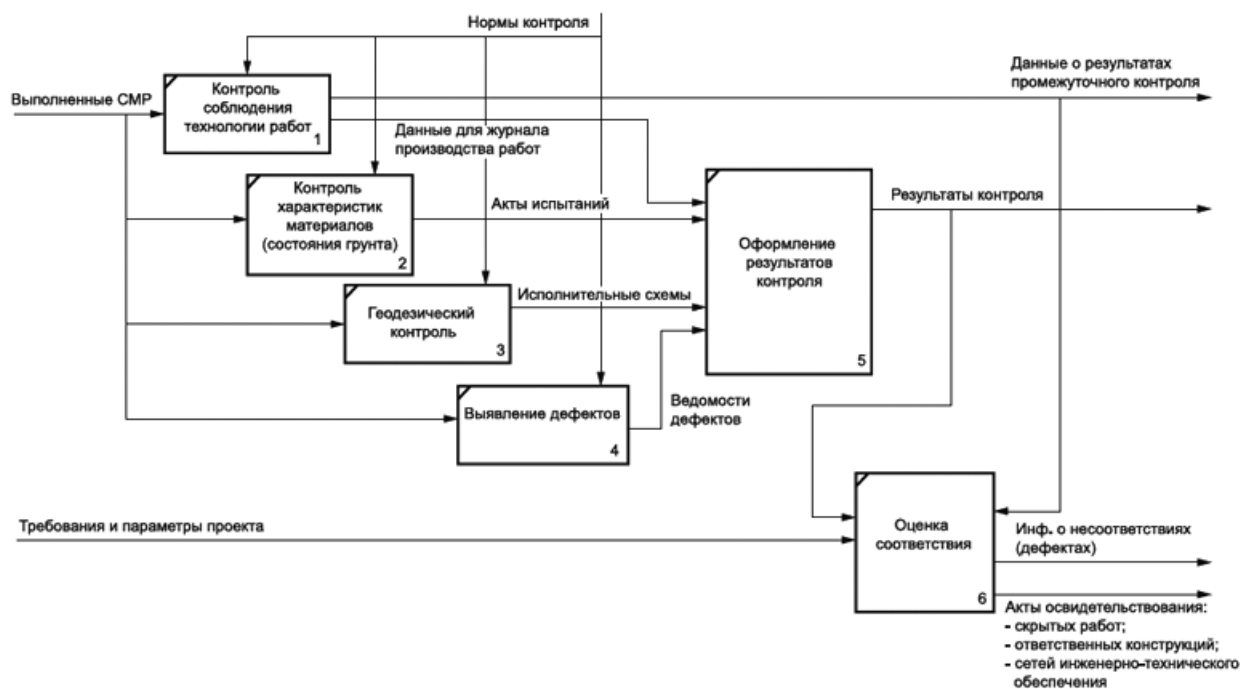 Нормы контроля
Данные о результатах
промежуточного контроля
Выполненные СМР
Контроль
соблюдения
технологии работ
1
Данные для журнала
производства работ
Контроль
характеристик
материалов
(состояния грунта)
2
Акты испытаний
Результаты контроля
Оформление
результатов
контроля
5
Исполнительные схемы
Геодезический
контроль
3
Выявление дефектов
4
Ведомости
дефектов
Требования и параметры проекта
Оценка
соответствия
6
Инф. о несоответствиях
(дефектах)
Акты освидетельствования:
- скрытых работ;
- ответственных конструкций;
- сетей инженерно-технического
обеспечения